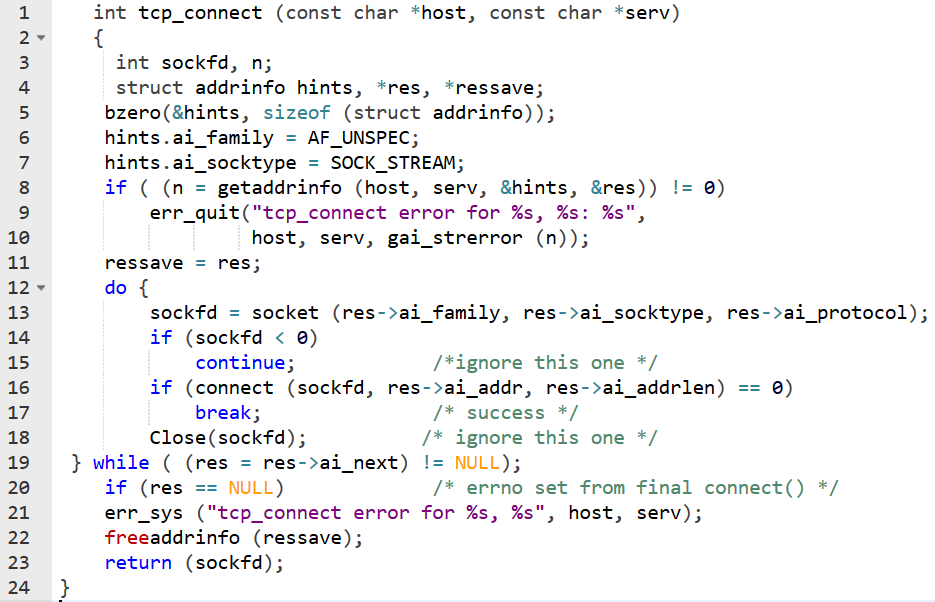 1 int tcp_connect (const char *host, const char *serv)
2 {
3 int sockfd, n;
4 struct addrinfo hints, *res, *ressave;
5 bzero(&hints, sizeof (struct addrinfo));
6 hints.ai_family = AF_UNSPEC;
7 hints.ai_socktype = SOCK_STREAM;
8 if ( (n = getaddrinfo (host, serv, &hints, &res)) != 0)
9 err_quit("tcp_connect error for %s, %s: %s",
10 host, serv, gai_strerror (n));
11 ressave = res;
12 do {
13 sockfd = socket (res->ai_family, res->ai_socktype, res->ai_protocol);
14 if (sockfd < 0)
15 continue; /*ignore this one */
16 if (connect (sockfd, res->ai_addr, res->ai_addrlen) == 0)
17 break; /* success */
18 Close(sockfd); /* ignore this one */
19 } while ( (res = res->ai_next) != NULL);
20 if (res == NULL) /* errno set from final connect() */
21 err_sys ("tcp_connect error for %s, %s", host, serv);
22 freeaddrinfo (ressave);
23 return (sockfd);
24 }